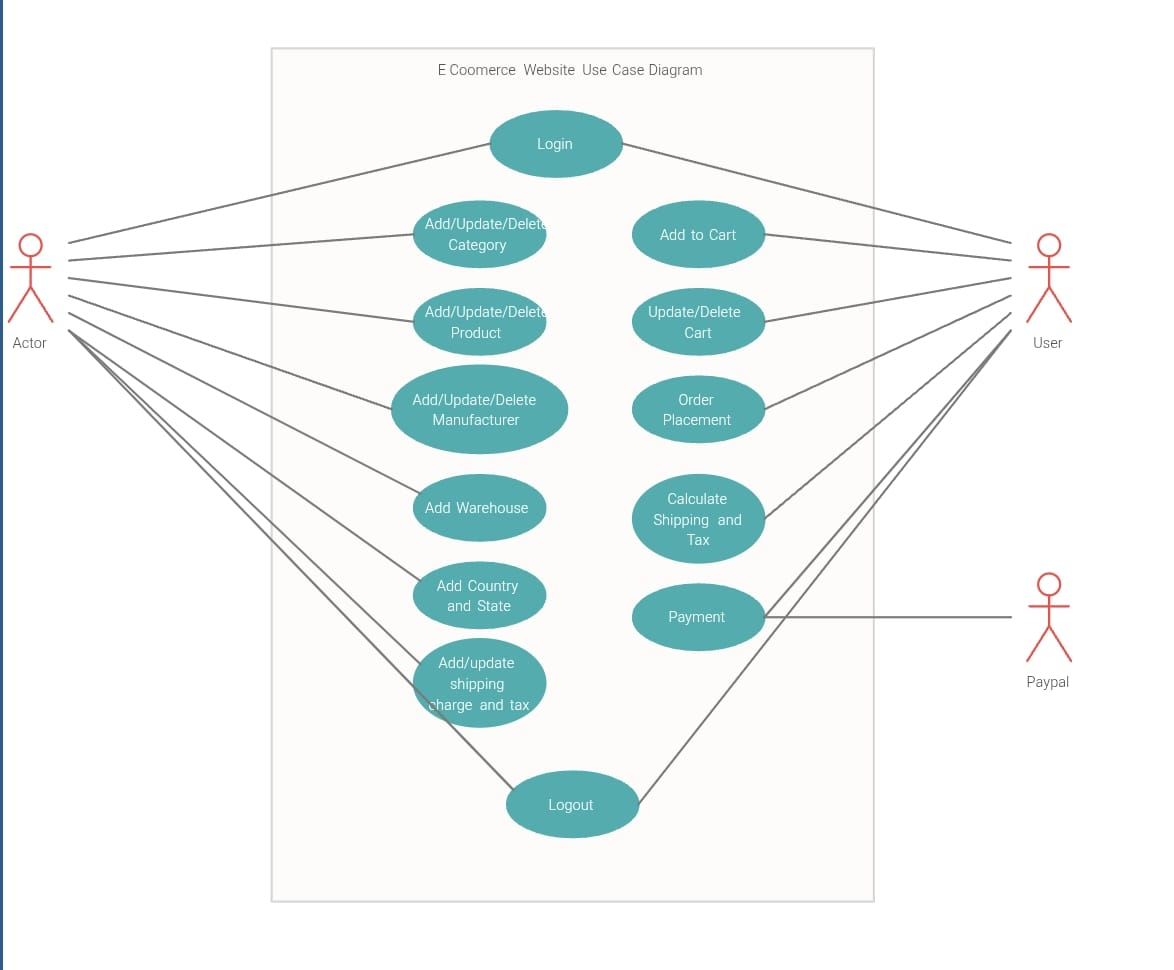 E Coomerce Website Use Case Diagram
Login
Add/Update/Delete
Category
Add to Cart
Add/Update/Delete
Product
Update/Delete
Cart
Actor
User
Add/Update/Delete
Manufacturer
Order
Placement
Add Warehouse
Calculate
Shipping and
Tax
Add Country
and State
Payment
Add/update
shipping
charge and tax
Paypal
Logout